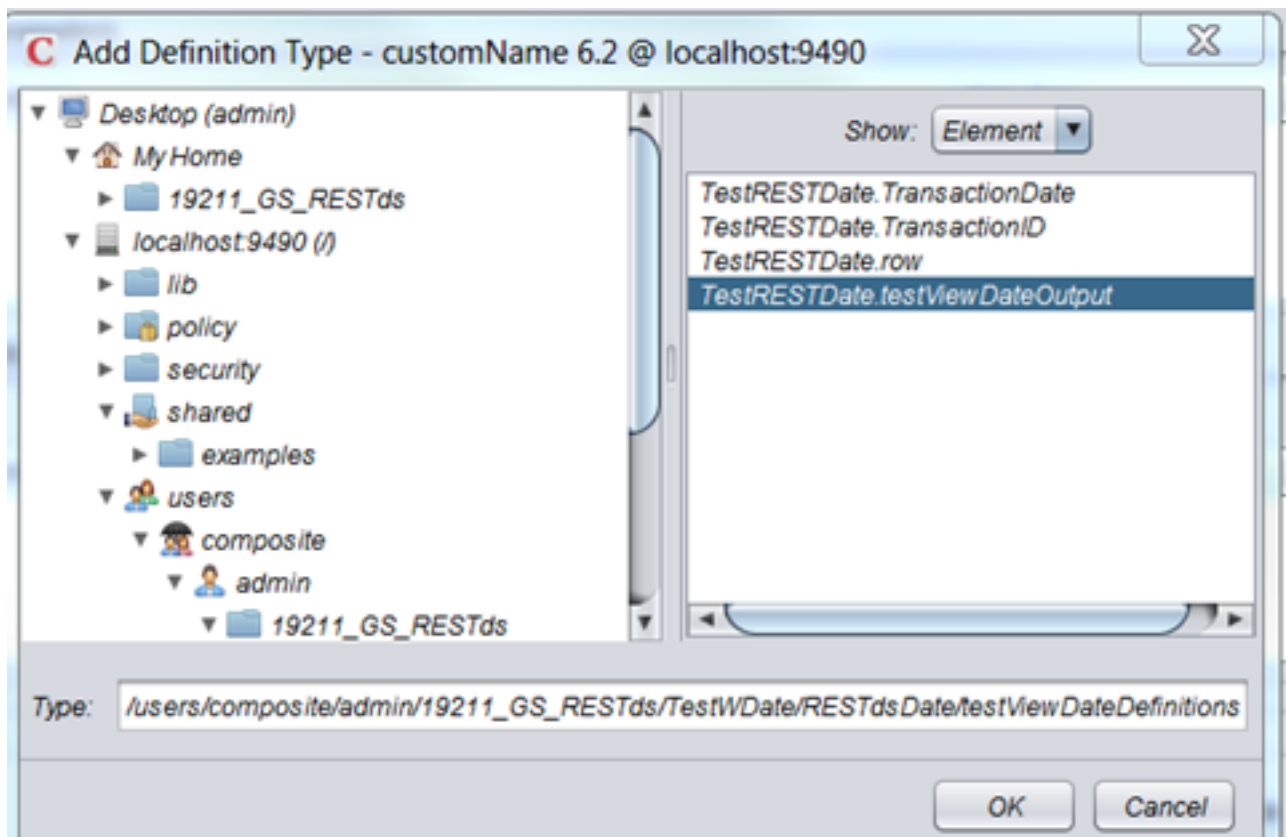 C Add Definition Type - customName 6.2 @ localhost:9490
Desktop (admin)
My Home
19211_GS_RESTds
localhost:9490 (/)
lib
policy
security
shared
examples
users
composite
admin
19211_GS_RESTds
Show: Element
TestRESTDate.TransactionDate
TestRESTDate.TransactionID
TestRESTDate.row
TestRESTDate.testViewDateOutput
Type: /users/composite/admin/19211_GS_RESTds/TestWDate/RESTdsDate/testViewDateDefinitions
OK Cancel